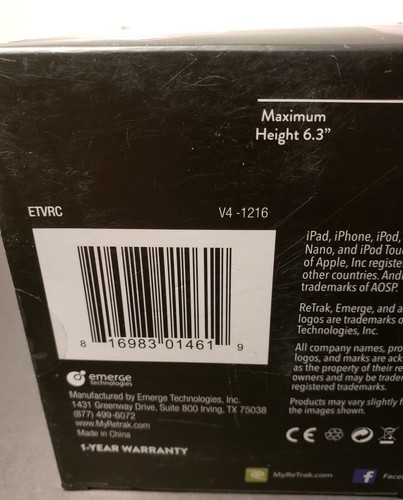 Maximum
Height 6.3"
ETVRC
V4 -1216
8 16983 01461 9
emerge
technologies
Manufactured by Emerge Technologies, Inc.
1431 Greenway Drive, Suite 800 Irving, TX 75038
(877) 499-6072
www.MyRetrak.com
Made in China
1-YEAR WARRANTY
iPad, iPhone, iPod,
Nano, and iPod Tou
of Apple, Inc registe
other countries. And
trademarks of AOSP.
ReTrak, Emerge, and a
logos are trademarks o
Technologies, Inc.
All company names, pro
logos, and marks are ack
as the property of their re
owners and may be trade
registered trademarks.
Products may vary slightly f
the images shown.
CE
MyReTrak.com
Face